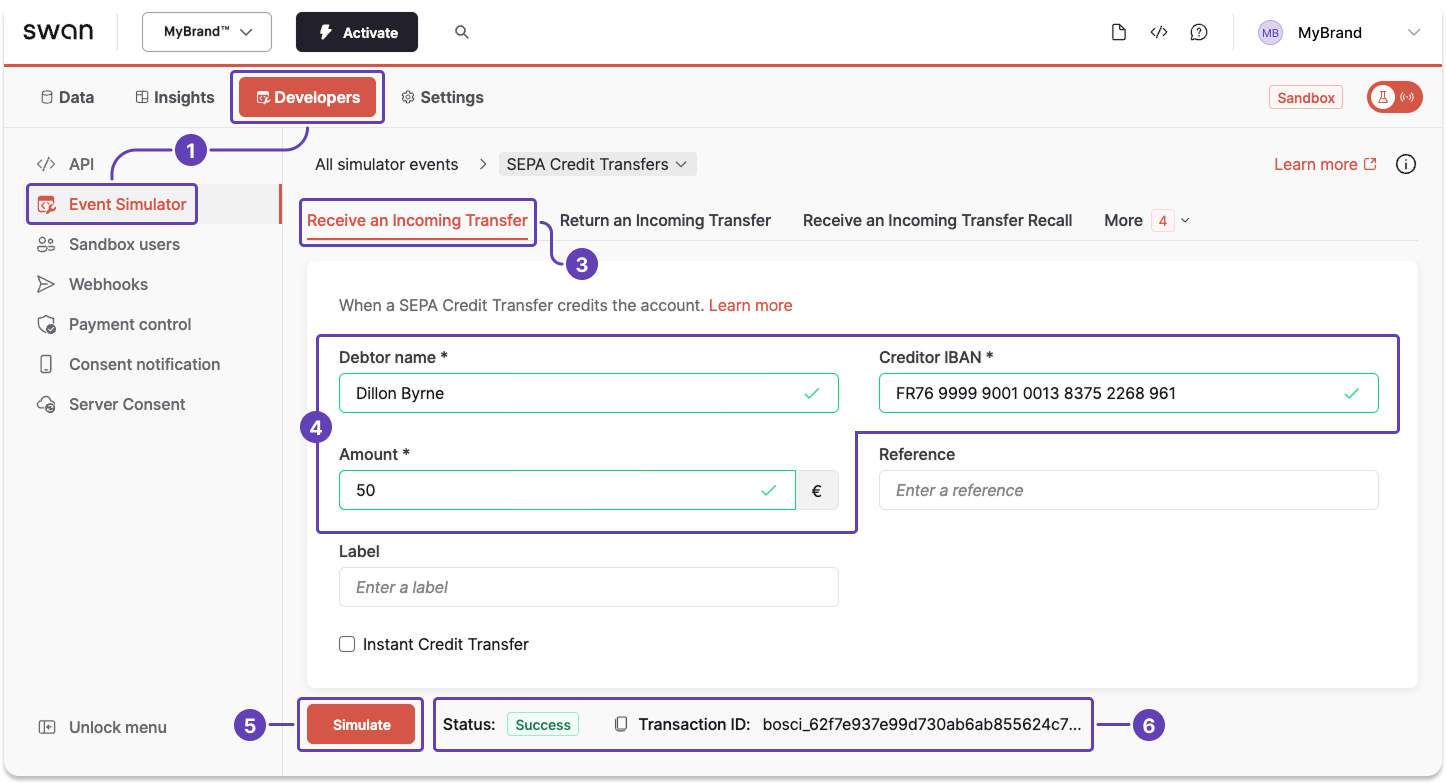 swan MyBrand™ Activate MB MyBrand
Data Insights Developers Settings Sandbox
1
API
Event Simulator
Sandbox users
Webhooks
Payment control
Consent notification
Server Consent
Unlock menu
All simulator events > SEPA Credit Transfers Learn more
Receive an Incoming Transfer Return an Incoming Transfer Receive an Incoming Transfer Recall More 4
3
When a SEPA Credit Transfer credits the account. Learn more
Debtor name * Creditor IBAN *
Dillon Byrne FR76 9999 9001 0013 8375 2268 961
4
Amount * Reference
50 € Enter a reference
Label
Enter a label
Instant Credit Transfer
5 Simulate Status: Success Transaction ID: bosci_62f7e937e99d730ab6ab855624c7... 6